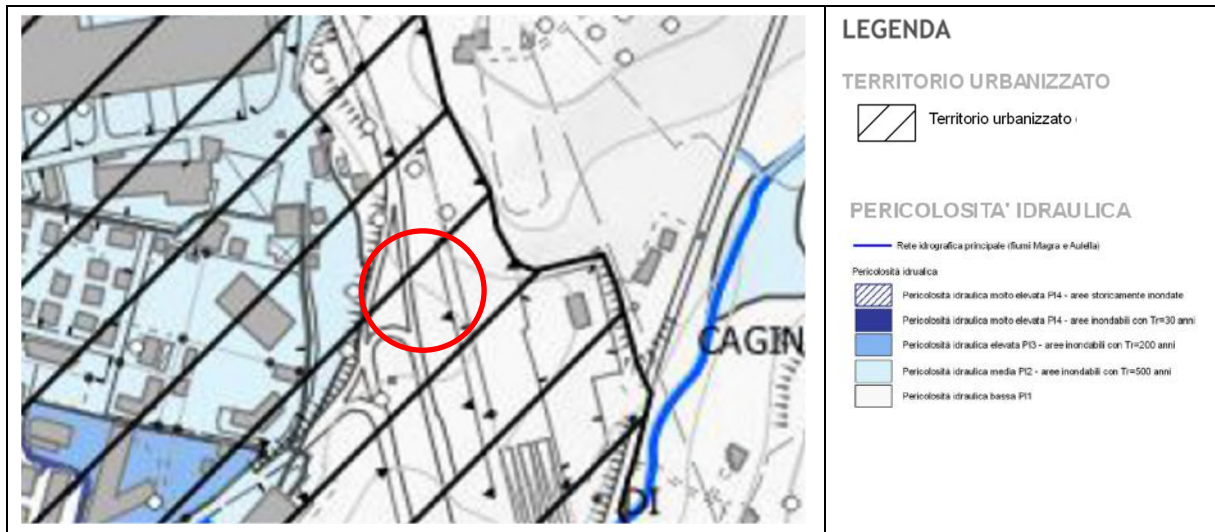 CAGIN
DI
LEGENDA
TERRITORIO URBANIZZATO
Territorio urbanizzato
PERICOLOSITA' IDRAULICA
Rete idrografica principale (fiumi Magra e Aulella)
Pericolosità idrualica
Pericolosità idraulica molto elevata PI4 - aree storicamente inondate
Pericolosità idraulica molto elevata PI4 - aree inondabili con Tr=30 anni
Pericolosità idraulica elevata PI3 - aree inondabili con Tr=200 anni
Pericolosità idraulica media PI2 - aree inondabili con Tr=500 anni
Pericolosità idraulica bassa PI1